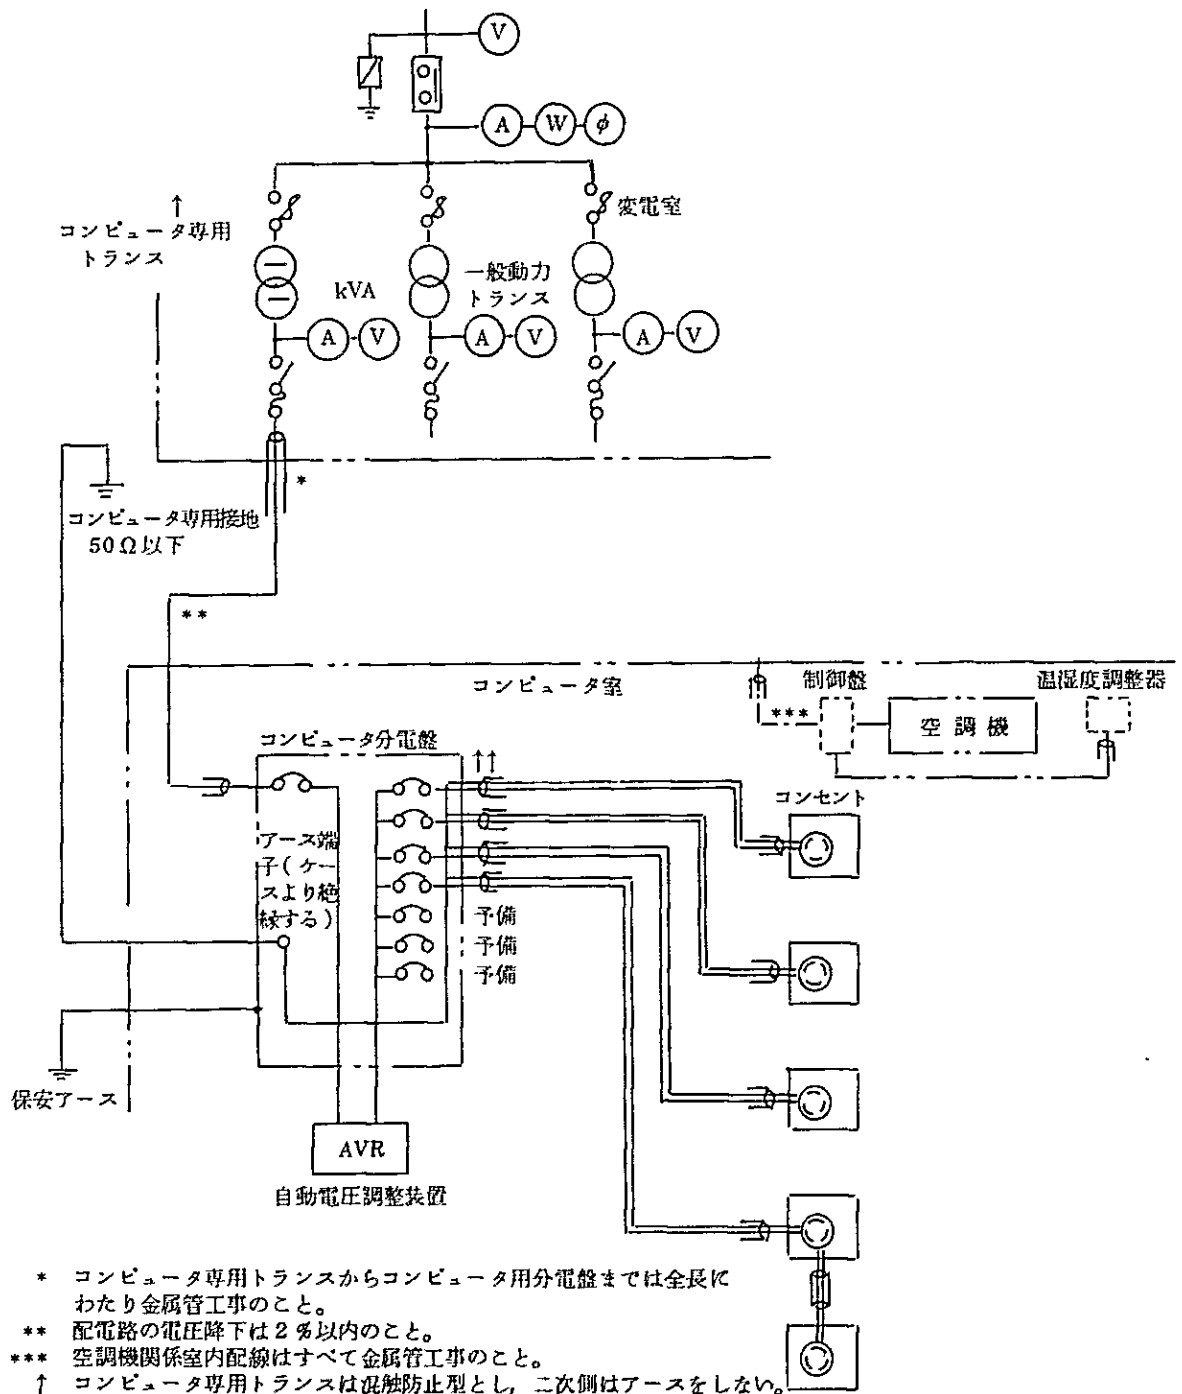 V
A W φ
変電室
↑
コンピュータ専用
トランス
kVA
一般動力
トランス
A V
A V
A V
*
コンピュータ専用接地
50Ω以下
**
コンピュータ室
制御盤
温湿度調整器
***
空調機
コンピュータ分電盤
↑↑
コンセント
アース端
子(ケー
スより絶
縁する)
予備
予備
予備
保安アース
AVR
自動電圧調整装置
* コンピュータ専用トランスからコンピュータ用分電盤までは全長に
わたり金属管工事のこと。
** 配電路の電圧降下は2%以内のこと。
*** 空調機関係室内配線はすべて金属管工事のこと。
↑ コンピュータ専用トランスは混触防止型とし,二次側はアースをしない。